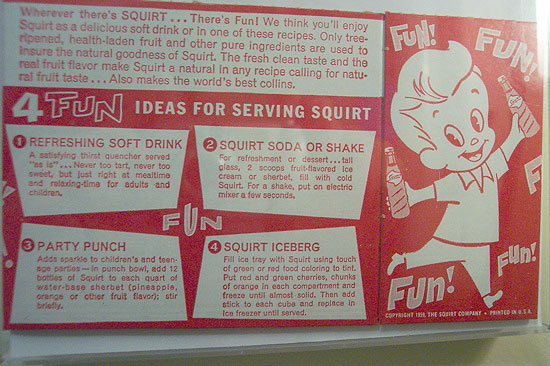 Wherever there's SQUIRT...There's Fun! We think you'll enjoy
Squirt as a delicious soft drink or in one of these recipes. Only tree-
ripened, health-laden fruit and other pure ingredients are used to
insure the natural goodness of Squirt. The fresh clean taste and the
real fruit flavor make Squirt a natural in any recipe calling for natu-
ral fruit taste...Also makes the world's best collins.
4 FUN IDEAS FOR SERVING SQUIRT
1 REFRESHING SOFT DRINK
A satisfying thirst quencher served
"as is"...Never too tart, never too
sweet, but just right at mealtime
and relaxing-time for adults and
children.
2 SQUIRT SODA OR SHAKE
For refreshment or dessert...tall
glass, 2 scoops fruit-flavored ice
cream or sherbet, fill with cold
Squirt. For a shake, put on electric
mixer a few seconds.
FUN
3 PARTY PUNCH
Adds sparkle to children's and teen-
age parties—in punch bowl, add 12
bottles of Squirt to each quart of
water-base sherbet (pineapple,
orange or other fruit flavor); stir
briefly.
4 SQUIRT ICEBERG
Fill ice tray with Squirt using touch
of green or red food coloring to tint.
Put red and green cherries, chunks
of orange in each compartment and
freeze until almost solid. Then add
stick to each cube and replace in
ice freezer until served.
FUN!
FUN!
Fun!
Fun!
COPYRIGHT 1959, THE SQUIRT COMPANY • PRINTED IN U.S.A.